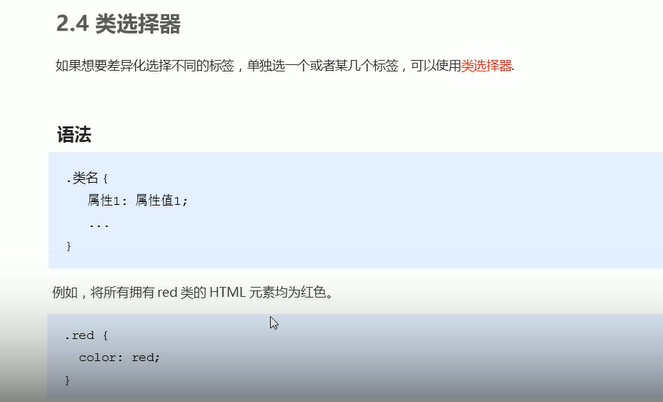 2.4 类选择器
如果想要差异化选择不同的标签，单独选一个或者某几个标签，可以使用类选择器.
语法
.类名 {
属性1: 属性值1;
...
}
例如，将所有拥有 red 类的 HTML 元素均为红色。
.red {
color: red;
}